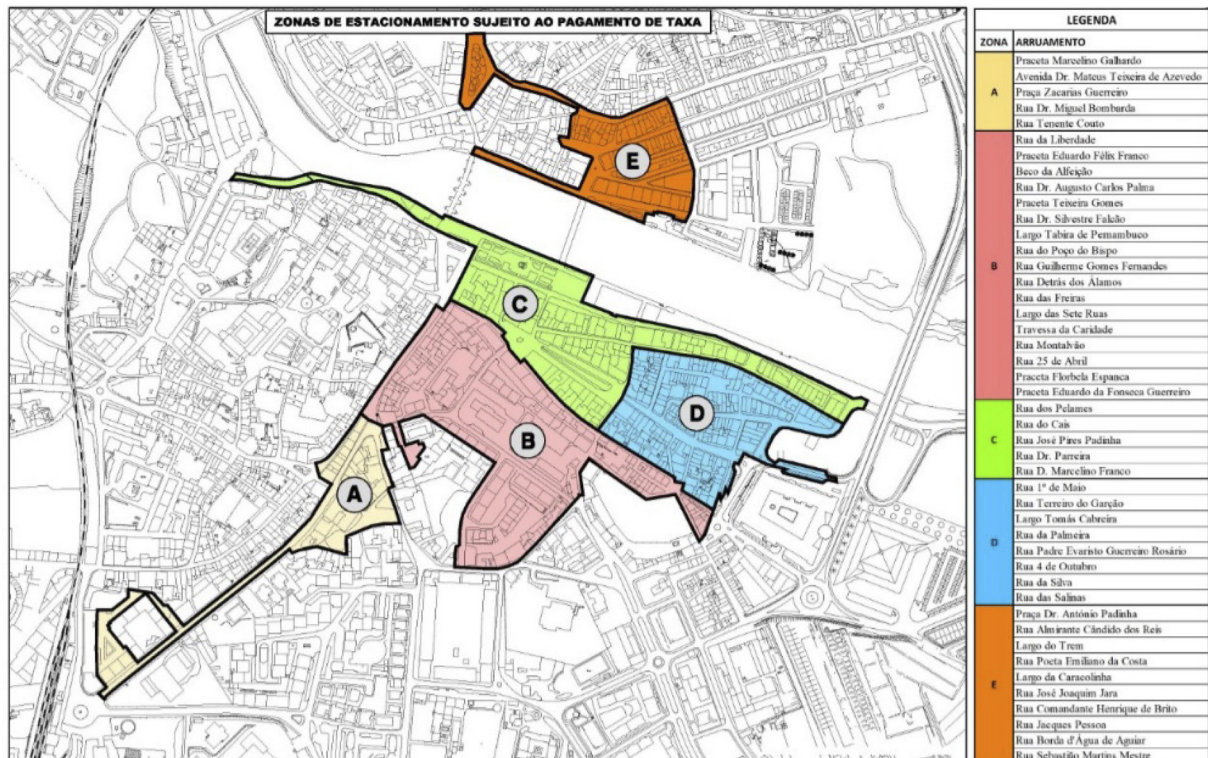 ZONAS DE ESTACIONAMENTO SUJEITO AO PAGAMENTO DE TAXA
E
C
D
B
A
LEGENDA
ZONA ARRUAMENTO
A
Praceta Marcelino Galhardo
Avenida Dr. Mateus Teixeira de Azevedo
Praça Zacarias Guerreiro
Rua Dr. Miguel Bombarda
Rua Tenente Couto
B
Rua da Liberdade
Praceta Eduardo Félix Franco
Beco da Alfeição
Rua Dr. Augusto Carlos Palma
Praceta Teixeira Gomes
Rua Dr. Silvestre Falcão
Largo Tabira de Pernambuco
Rua do Poço do Bispo
Rua Guilherme Gomes Fernandes
Rua Detrás dos Álamos
Rua das Freiras
Largo das Sete Ruas
Travessa da Caridade
Rua Montalvão
Rua 25 de Abril
Praceta Florbela Espanca
Praceta Eduardo da Fonseca Guerreiro
C
Rua dos Pelames
Rua do Cais
Rua José Pires Padinha
Rua Dr. Parreira
Rua D. Marcelino Franco
D
Rua 1º de Maio
Rua Terreiro do Garção
Largo Tomás Cabreira
Rua da Palmeira
Rua Padre Evaristo Guerreiro Rosário
Rua 4 de Outubro
Rua da Silva
Rua das Salinas
E
Praça Dr. António Padinha
Rua Almirante Cândido dos Reis
Largo do Trem
Rua Poeta Emiliano da Costa
Largo da Caracolinha
Rua José Joaquim Jara
Rua Comandante Henrique de Brito
Rua Jacques Pessoa
Rua Borda d'Água de Aguiar
Rua Sebastião Martins Mestre